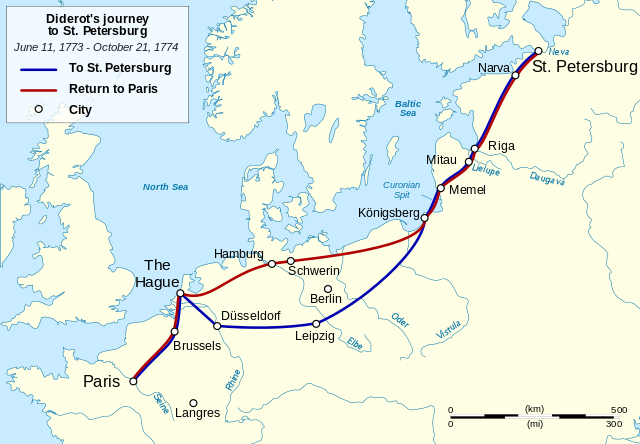 Diderot's journey
to St. Petersburg
June 11, 1773 - October 21, 1774
To St. Petersburg
Return to Paris
City
Neva
Narva
St. Petersburg
Baltic
Sea
Riga
Mitau
Lielupe
Daugava
North Sea
Curonian
Spit
Memel
Königsberg
Hamburg
Schwerin
The
Hague
Berlin
Düsseldorf
Leipzig
Oder
Vistula
Elbe
Brussels
Paris
Rhine
Seine
Langres
0 (km) 500
0 (mi) 300